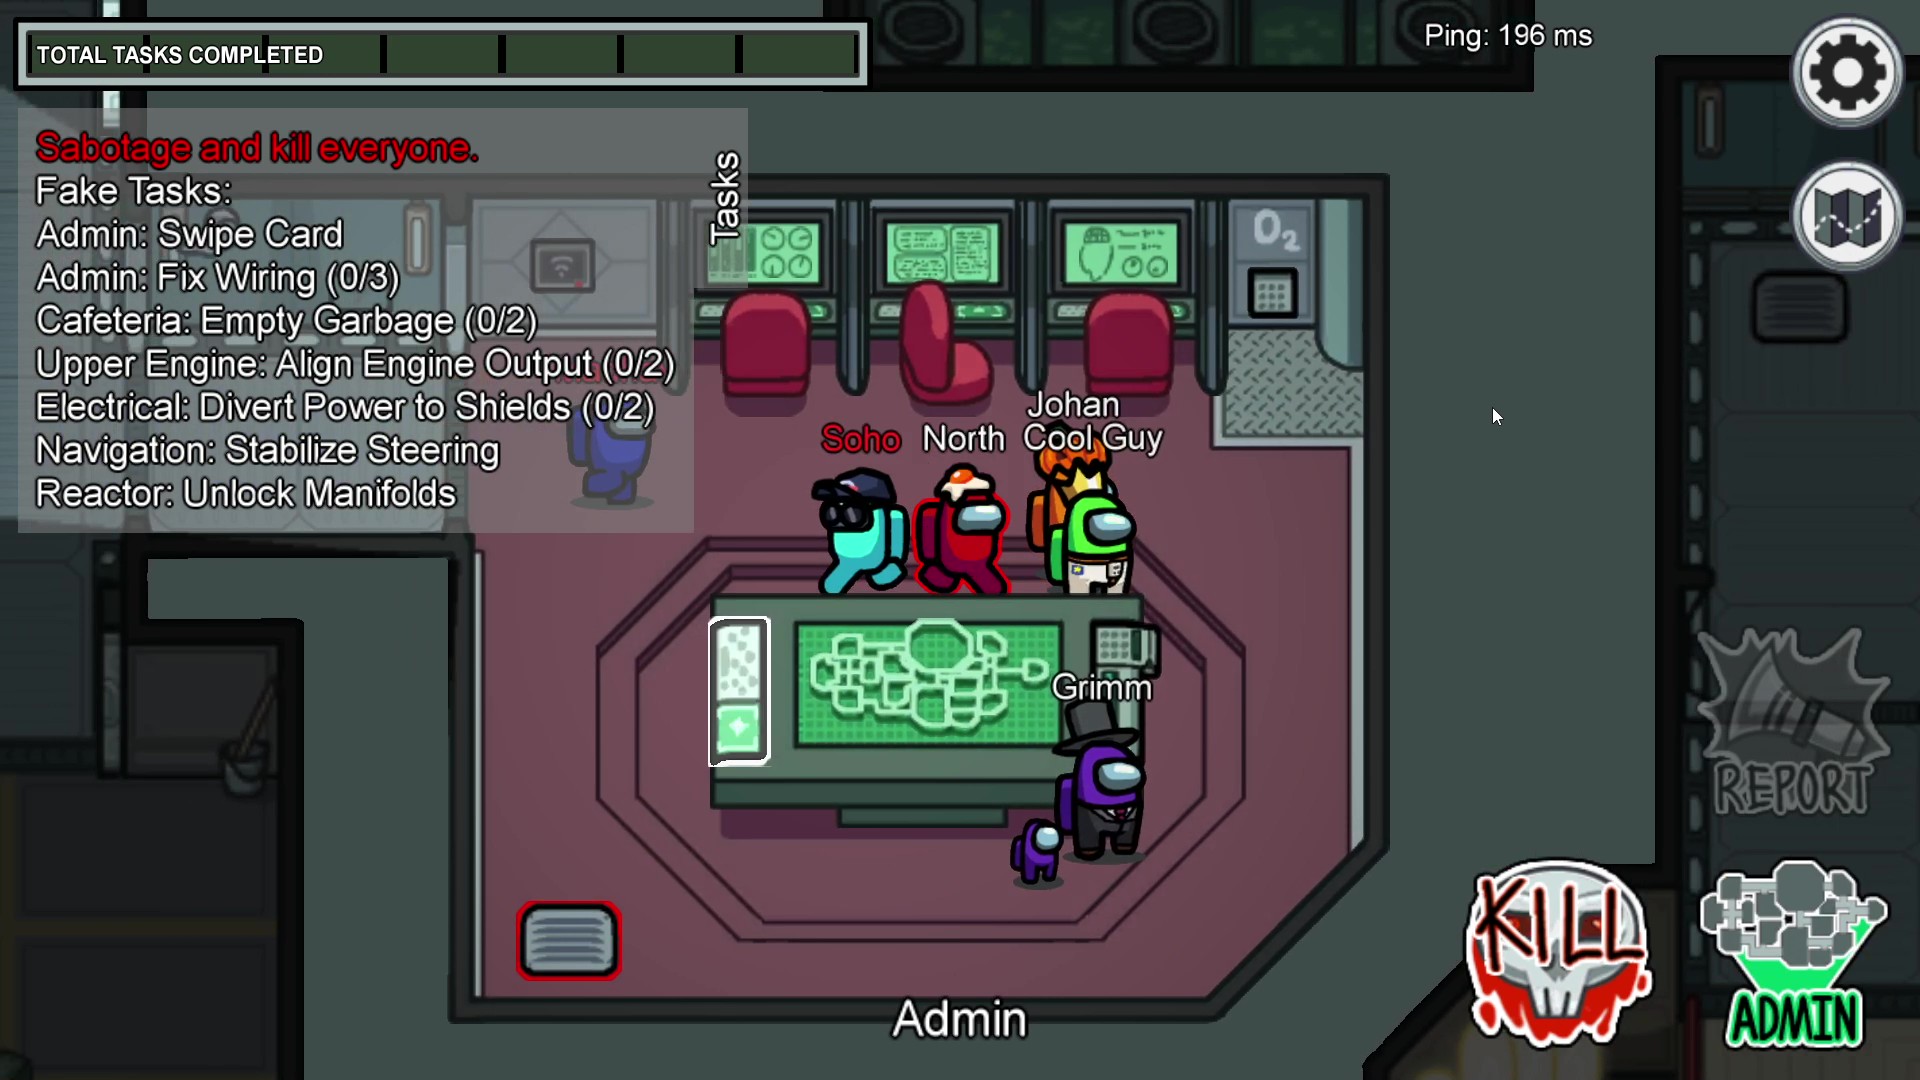 TOTAL TASKS COMPLETED
Ping: 196 ms
Sabotage and kill everyone.
Fake Tasks:
Admin: Swipe Card
Admin: Fix Wiring (0/3)
Cafeteria: Empty Garbage (0/2)
Upper Engine: Align Engine Output (0/2)
Electrical: Divert Power to Shields (0/2)
Navigation: Stabilize Steering
Reactor: Unlock Manifolds
Tasks
O2
Johan
Soho North Cool Guy
Grimm
REPORT
KILL
ADMIN
Admin